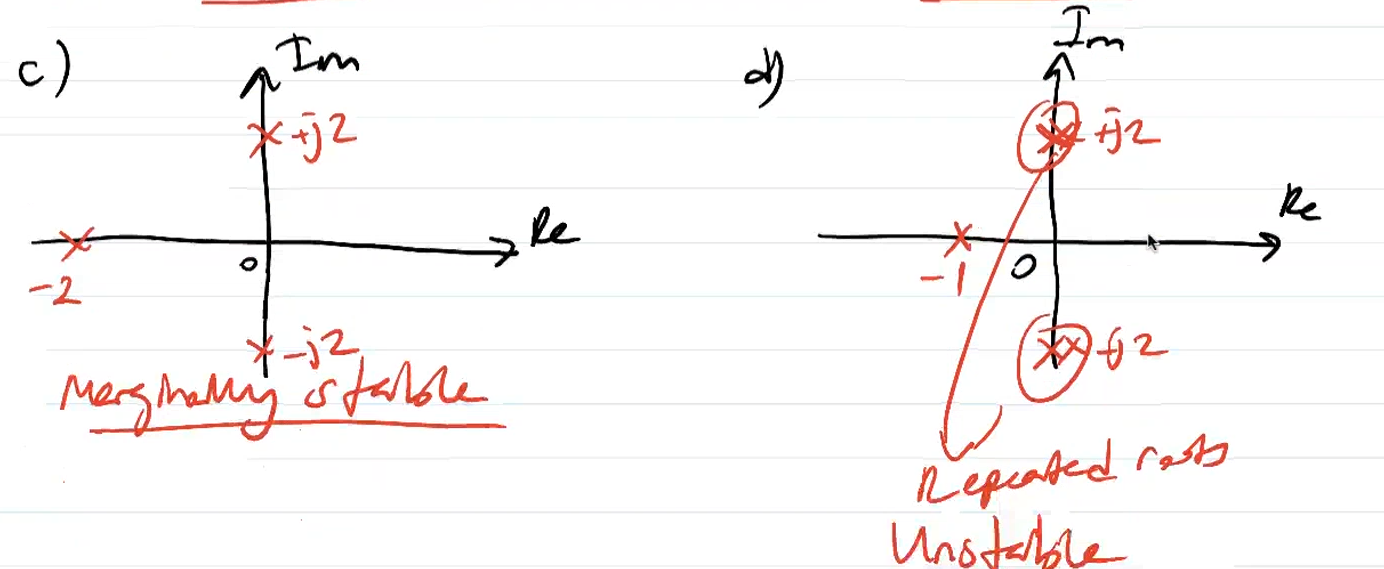 c)
Im
+j2
Re
0
-2
-j2
Marginally stable
d)
Im
+j2
Re
-1
0
-j2
Repeated roots
Unstable